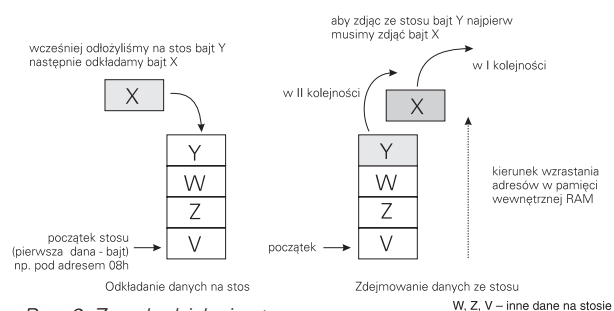 wcześniej odłożyliśmy na stos bajt Y
następnie odkładamy bajt X
X
Y
W
Z
V
początek stosu
(pierwsza dana - bajt)
np. pod adresem 08h
Odkładanie danych na stos
aby zdjąc ze stosu bajt Y najpierw
musimy zdjąć bajt X
w I kolejności
w II kolejności
X
Y
W
Z
V
początek
kierunek wzrastania
adresów w pamięci
wewnętrznej RAM
Zdejmowanie danych ze stosu
W, Z, V – inne dane na stosie